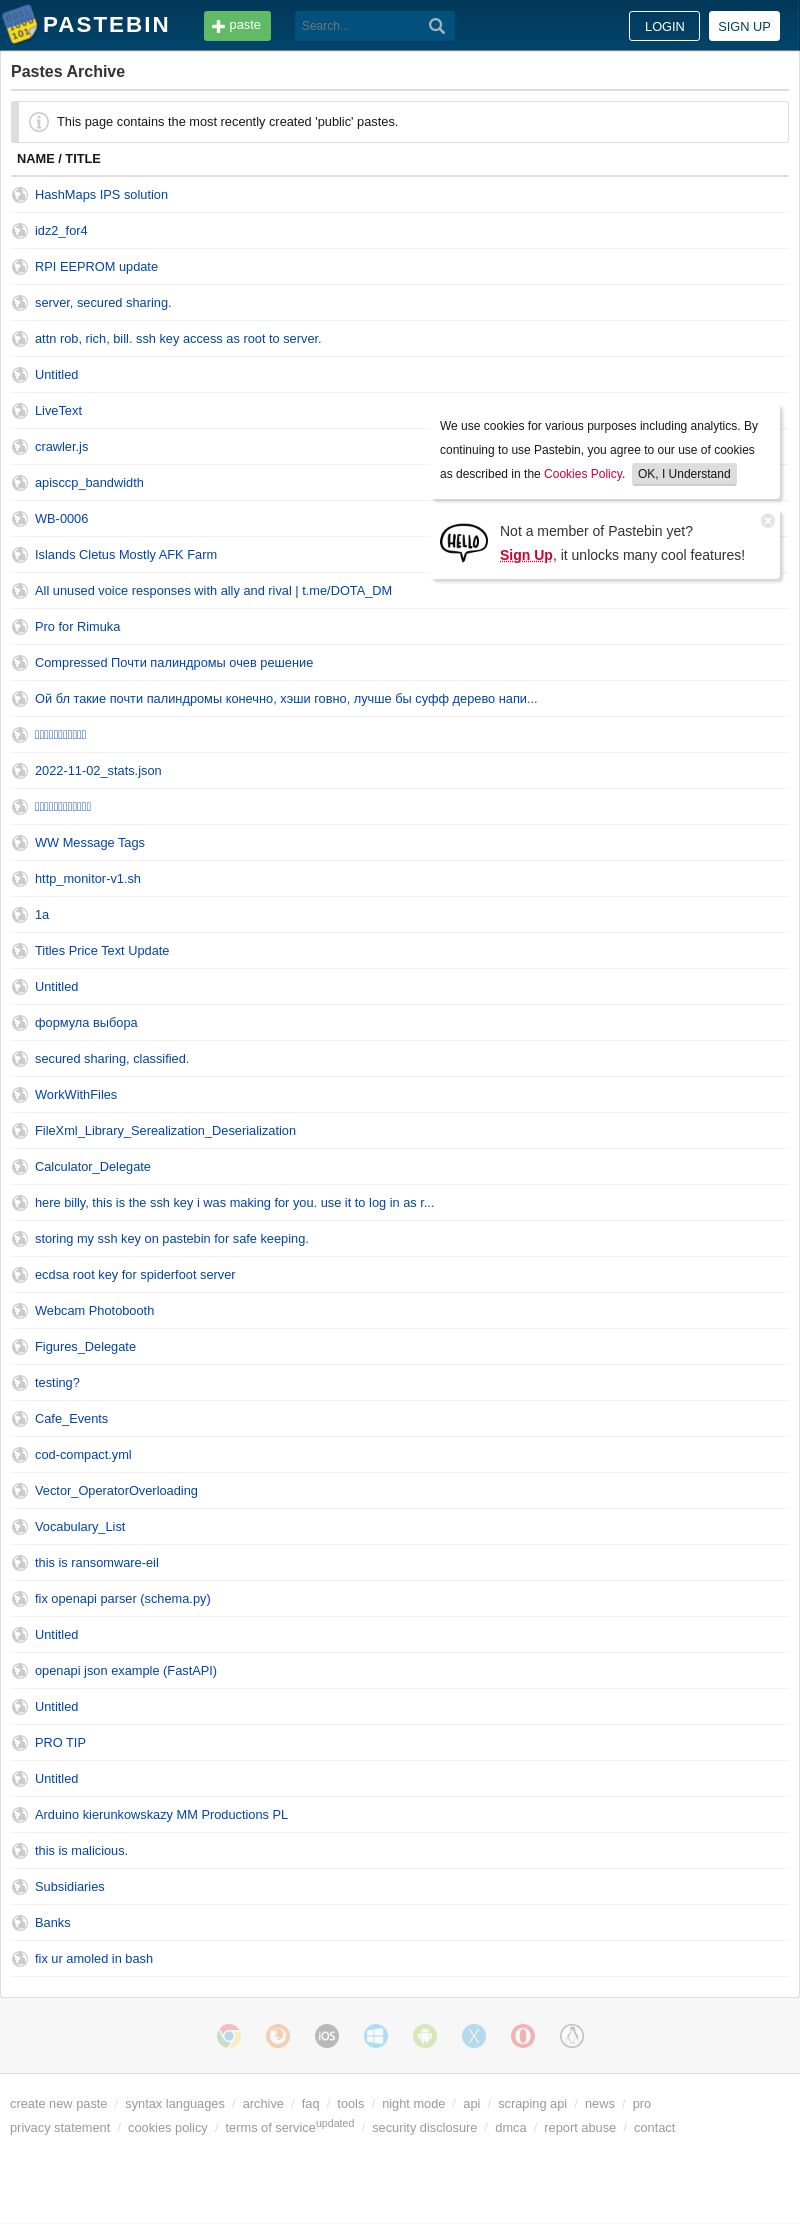 PASTEBIN
paste
Search...
LOGIN
SIGN UP
Pastes Archive
This page contains the most recently created 'public' pastes.
NAME / TITLE
HashMaps IPS solution
idz2_for4
RPI EEPROM update
server, secured sharing.
attn rob, rich, bill. ssh key access as root to server.
Untitled
LiveText
crawler.js
apisccp_bandwidth
WB-0006
Islands Cletus Mostly AFK Farm
We use cookies for various purposes including analytics. By
continuing to use Pastebin, you agree to our use of cookies
as described in the Cookies Policy. OK, I Understand
HELLO
Not a member of Pastebin yet?
Sign Up, it unlocks many cool features!
All unused voice responses with ally and rival | t.me/DOTA_DM
Pro for Rimuka
Compressed Почти палиндромы очев решение
Ой бл такие почти палиндромы конечно, хэши говно, лучше бы суфф дерево напи...
2022-11-02_stats.json
WW Message Tags
http_monitor-v1.sh
1a
Titles Price Text Update
Untitled
формула выбора
secured sharing, classified.
WorkWithFiles
FileXml_Library_Serealization_Deserialization
Calculator_Delegate
here billy, this is the ssh key i was making for you. use it to log in as r...
storing my ssh key on pastebin for safe keeping.
ecdsa root key for spiderfoot server
Webcam Photobooth
Figures_Delegate
testing?
Cafe_Events
cod-compact.yml
Vector_OperatorOverloading
Vocabulary_List
this is ransomware-eil
fix openapi parser (schema.py)
Untitled
openapi json example (FastAPI)
Untitled
PRO TIP
Untitled
Arduino kierunkowskazy MM Productions PL
this is malicious.
Subsidiaries
Banks
fix ur amoled in bash
iOS
create new paste / syntax languages / archive / faq / tools / night mode / api / scraping api / news / pro
privacy statement / cookies policy / terms of service updated / security disclosure / dmca / report abuse / contact